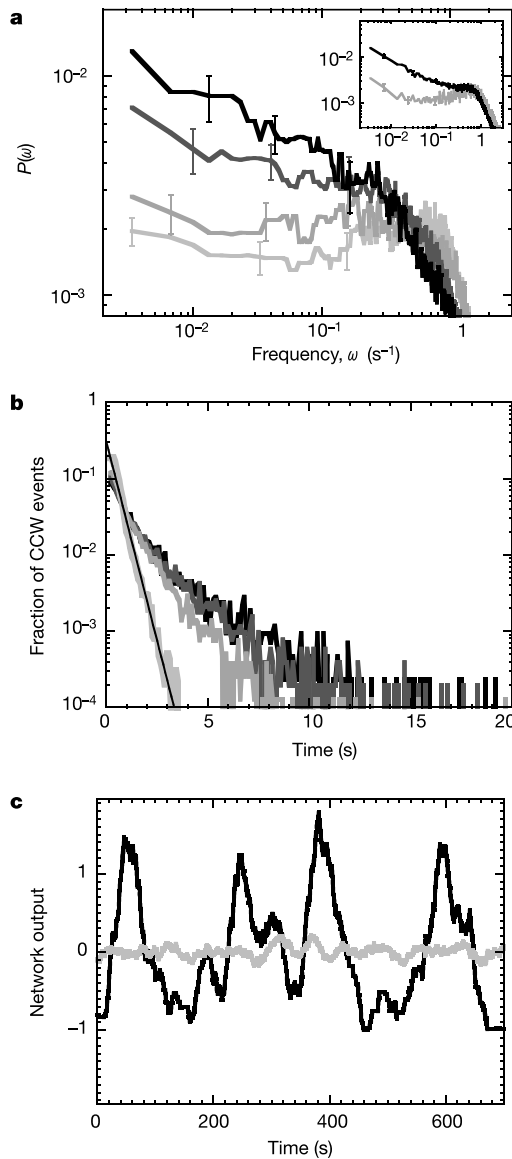 a
10⁻²
10⁻³
P(ω)
10⁻² 10⁻¹ 1
Frequency, ω (s⁻¹)
10⁻²
10⁻³
10⁻² 10⁻¹ 1
b
1
10⁻¹
10⁻²
10⁻³
10⁻⁴
Fraction of CCW events
0 5 10 15 20
Time (s)
c
1
0
−1
Network output
0 200 400 600
Time (s)